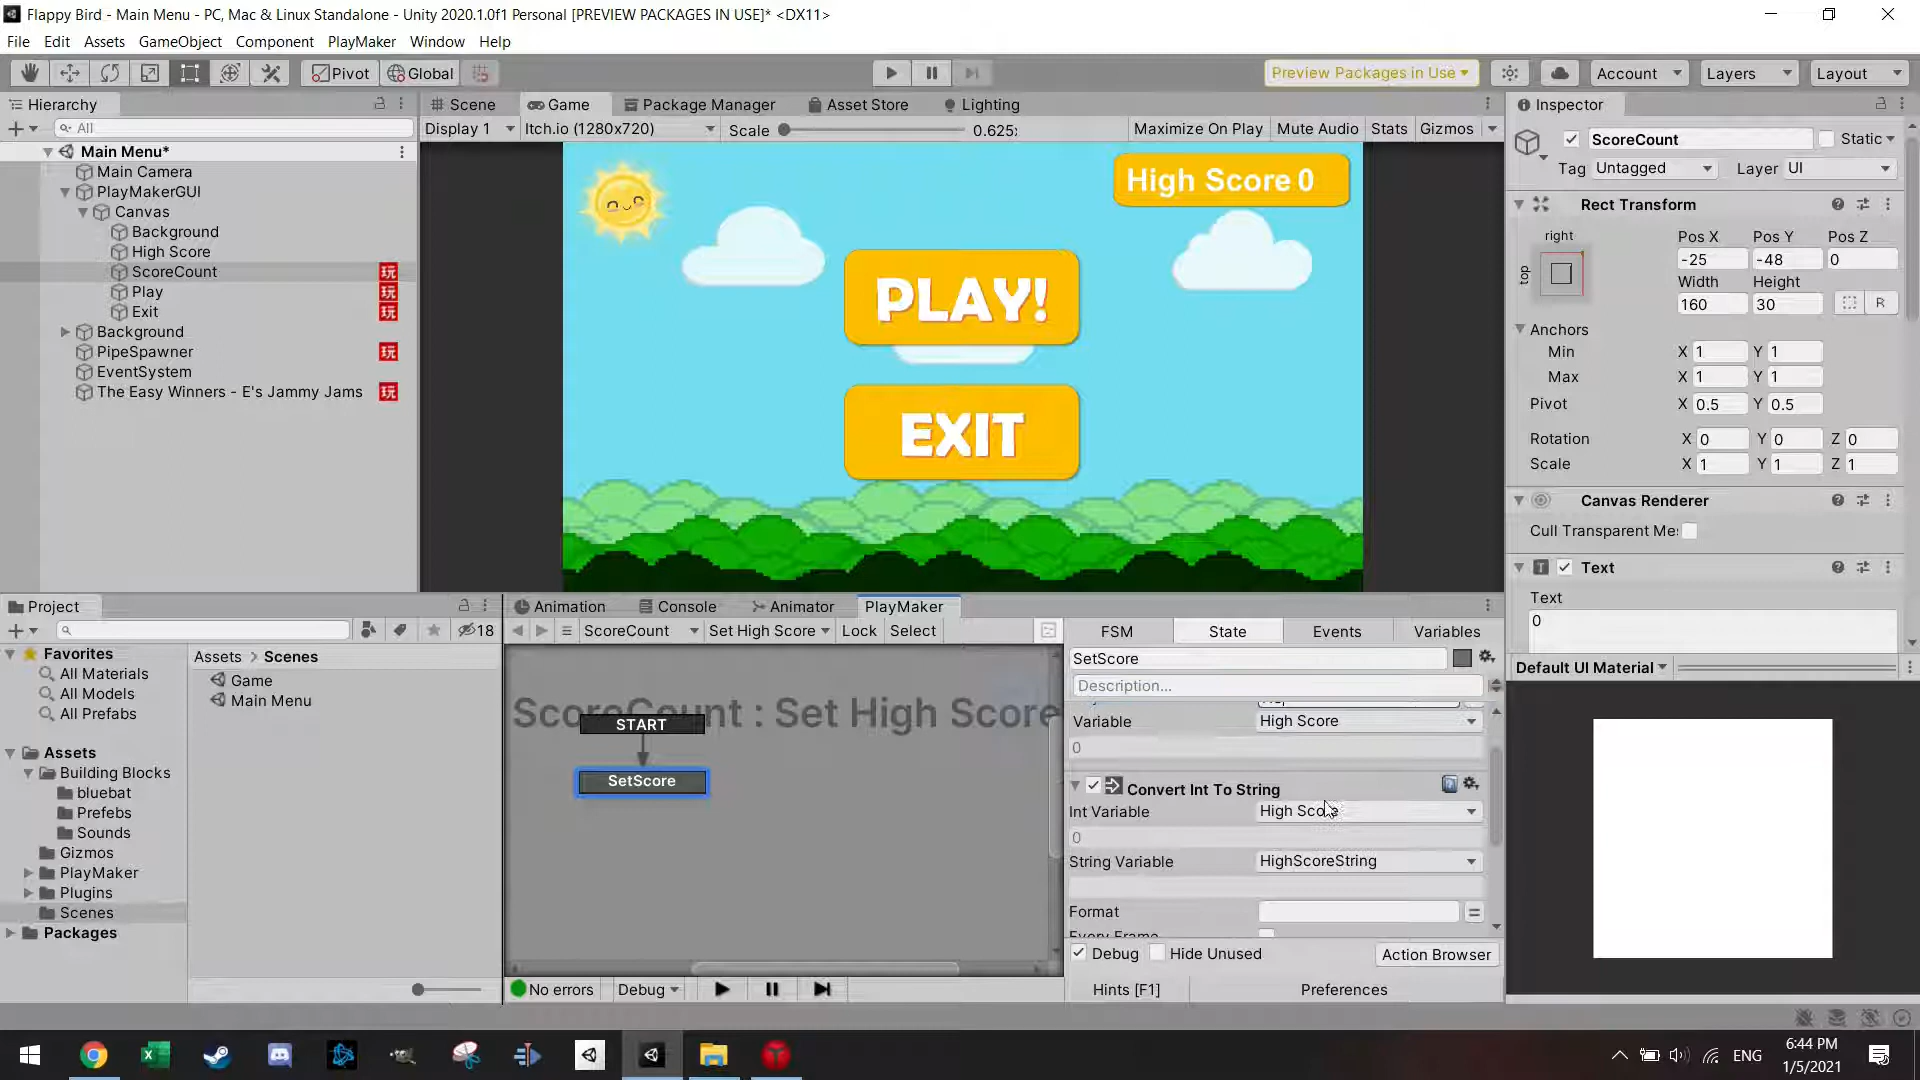 Flappy Bird - Main Menu - PC, Mac & Linux Standalone - Unity 2020.1.0f1 Personal [PREVIEW PACKAGES IN USE]* <DX11>
File Edit Assets GameObject Component PlayMaker Window Help
Pivot Global Preview Packages in Use Account Layers Layout
Hierarchy
All
Main Menu*
Main Camera
PlayMakerGUI
Canvas
Background
High Score
ScoreCount 玩
Play 玩
Exit 玩
Background
PipeSpawner 玩
EventSystem
The Easy Winners - E's Jammy Jams 玩
Scene Game Package Manager Asset Store Lighting
Display 1 Itch.io (1280x720) Scale 0.625: Maximize On Play Mute Audio Stats Gizmos
High Score 0
PLAY!
EXIT
Inspector
ScoreCount Static
Tag Untagged Layer UI
Rect Transform
right Pos X Pos Y Pos Z
top -25 -48 0
Width Height
160 30 R
Anchors
Min X 1 Y 1
Max X 1 Y 1
Pivot X 0.5 Y 0.5
Rotation X 0 Y 0 Z 0
Scale X 1 Y 1 Z 1
Canvas Renderer
Cull Transparent Me:
Text
Text
0
Default UI Material
Project
18
Favorites
All Materials
All Models
All Prefabs
Assets
Building Blocks
bluebat
Prefebs
Sounds
Gizmos
PlayMaker
Plugins
Scenes
Packages
Assets > Scenes
Game
Main Menu
Animation Console Animator PlayMaker
ScoreCount Set High Score Lock Select
ScoreCount : Set High Score
START
SetScore
No errors Debug
FSM State Events Variables
SetScore
Description...
Variable High Score
0
Convert Int To String
Int Variable High Score
0
String Variable HighScoreString
Format
Every Frame
Debug Hide Unused Action Browser
Hints [F1] Preferences
ENG 6:44 PM
1/5/2021